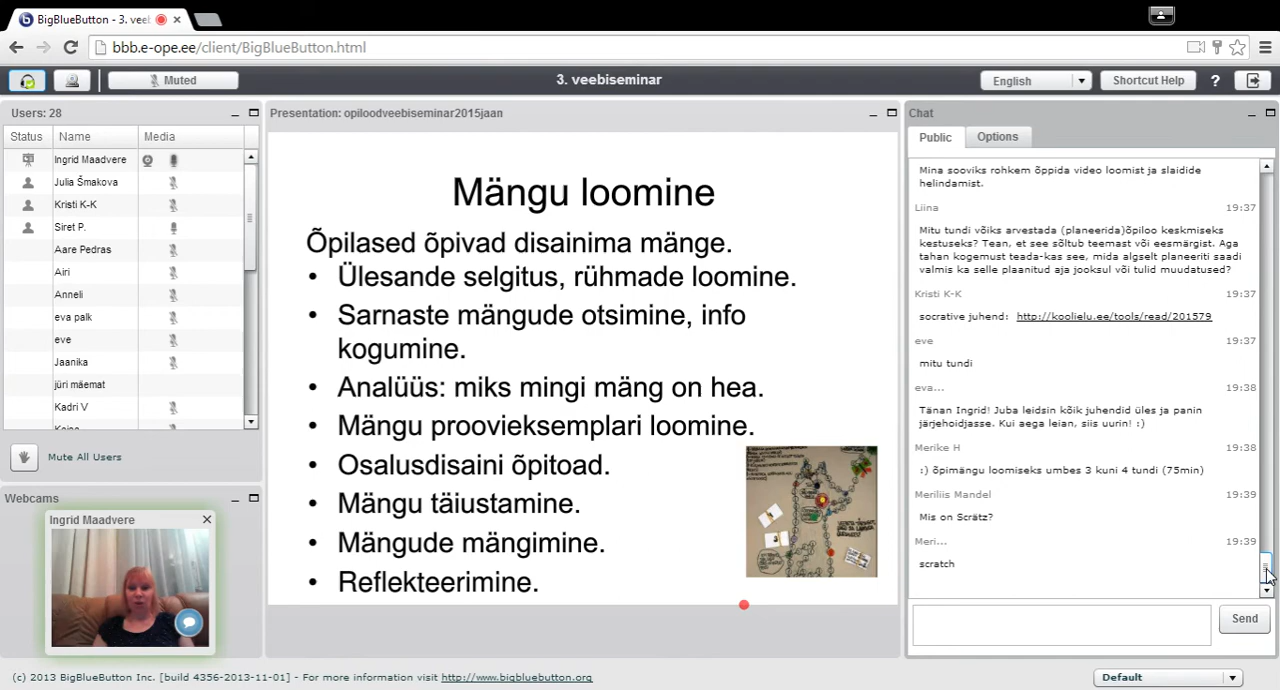 BigBlueButton - 3. veel
bbb.e-ope.ee/client/BigBlueButton.html
Muted
3. veebiseminar
English
Shortcut Help
?
Users: 28
Status Name Media
Ingrid Maadvere
Julia Šmakova
Kristi K-K
Siret P.
Aare Pedras
Airi
Anneli
eva palk
eve
Jaanika
jüri mäemat
Kadri V
Mute All Users
Webcams
Ingrid Maadvere
Presentation: opiloodveebiseminar2015jaan
Mängu loomine
Õpilased õpivad disainima mänge.
• Ülesande selgitus, rühmade loomine.
• Sarnaste mängude otsimine, info
kogumine.
• Analüüs: miks mingi mäng on hea.
• Mängu proovieksemplari loomine.
• Osalusdisaini õpitoad.
• Mängu täiustamine.
• Mängude mängimine.
• Reflekteerimine.
Chat
Public Options
Mina sooviks rohkem õppida video loomist ja slaidide
helindamist.
Liina 19:37
Mitu tundi võiks arvestada (planeerida)õpiloo keskmiseks
kestuseks? Tean, et see sõltub teemast või eesmärgist. Aga
tahan kogemust teada-kas see, mida algselt planeeriti saadi
valmis ka selle plaanitud aja jooksul või tulid muudatused?
Kristi K-K 19:37
socrative juhend: http://koolielu.ee/tools/read/201579
eve 19:37
mitu tundi
eva... 19:38
Tänan Ingrid! Juba leidsin kõik juhendid üles ja panin
järjehoidjasse. Kui aega leian, siis uurin! :)
Merike H 19:38
:) õpimängu loomiseks umbes 3 kuni 4 tundi (75min)
Meriliis Mandel 19:39
Mis on Scrätz?
Meri... 19:39
scratch
Send
(c) 2013 BigBlueButton Inc. [build 4356-2013-11-01] - For more information visit http://www.bigbluebutton.org
Default